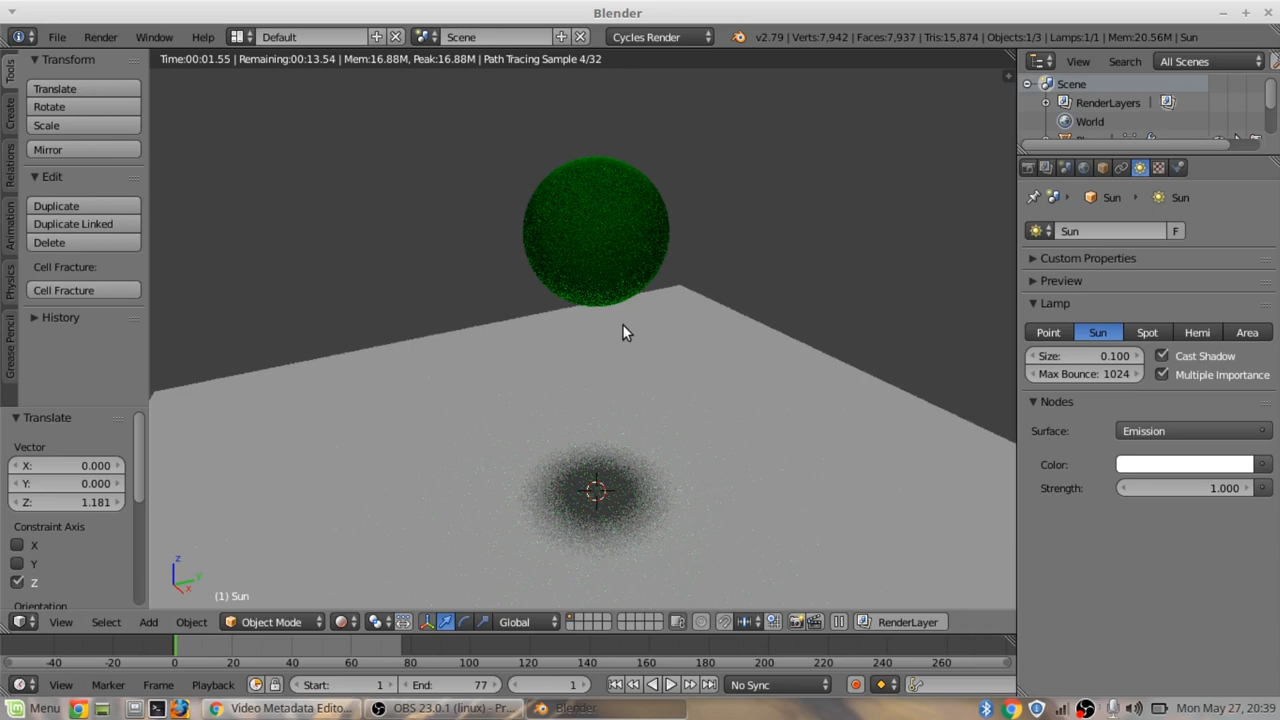 Blender
File Render Window Help Default Scene Cycles Render v2.79 | Verts:7,942 | Faces:7,937 | Tris:15,874 | Objects:1/3 | Lamps:1/1 | Mem:20.56M | Sun
Time:00:01.55 | Remaining:00:13.54 | Mem:16.88M, Peak:16.88M | Path Tracing Sample 4/32
Tools
Create
Relations
Animation
Physics
Grease Pencil
Transform
Translate
Rotate
Scale
Mirror
Edit
Duplicate
Duplicate Linked
Delete
Cell Fracture:
Cell Fracture
History
Translate
Vector
X: 0.000
Y: 0.000
Z: 1.181
Constraint Axis
X
Y
Z
Orientation
z
y
x
(1) Sun
View Search All Scenes
Scene
RenderLayers
World
Sun Sun
Sun F
Custom Properties
Preview
Lamp
Point Sun Spot Hemi Area
Size: 0.100 Cast Shadow
Max Bounce: 1024 Multiple Importance
Nodes
Surface: Emission
Color:
Strength: 1.000
View Select Add Object Object Mode Global RenderLayer
-40 -20 0 20 40 60 80 100 120 140 160 180 200 220 240 260
View Marker Frame Playback Start: 1 End: 77 1 No Sync
Menu Video Metadata Edito... OBS 23.0.1 (linux) - Pr... Blender Mon May 27, 20:39